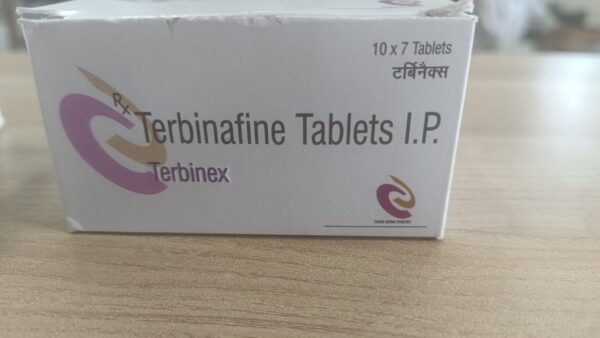 10 x 7 Tablets
टर्बिनैक्स
Rx Terbinafine Tablets I.P.
Terbinex